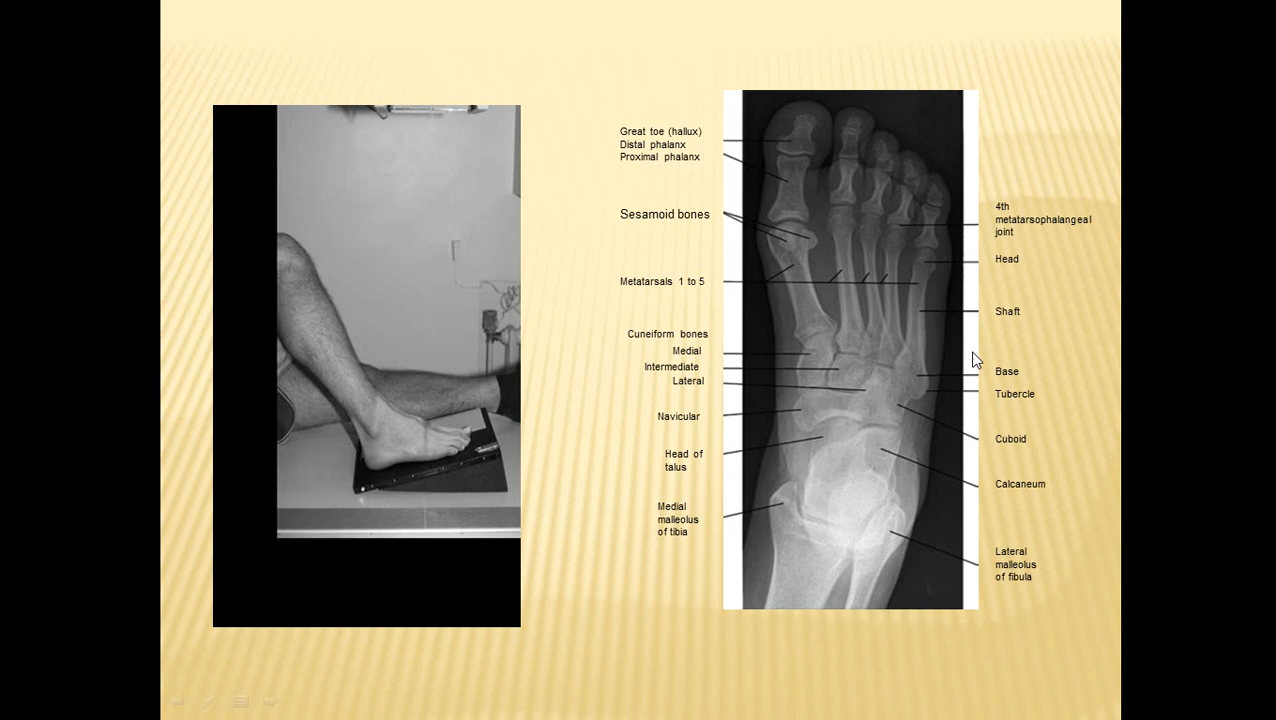 Great toe (hallux)
Distal phalanx
Proximal phalanx
Sesamoid bones
Metatarsals 1 to 5
Cuneiform bones
Medial
Intermediate
Lateral
Navicular
Head of
talus
Medial
malleolus
of tibia
4th
metatarsophalangeal
joint
Head
Shaft
Base
Tubercle
Cuboid
Calcaneum
Lateral
malleolus
of fibula